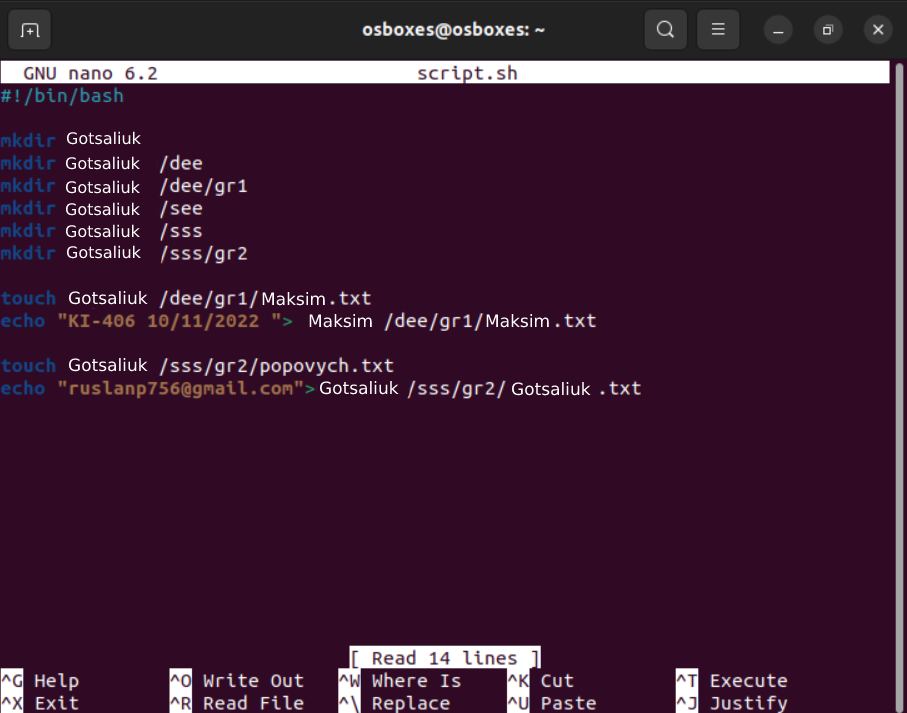 osboxes@osboxes: ~
GNU nano 6.2 script.sh
#!/bin/bash
mkdir Gotsaliuk
mkdir Gotsaliuk /dee
mkdir Gotsaliuk /dee/gr1
mkdir Gotsaliuk /see
mkdir Gotsaliuk /sss
mkdir Gotsaliuk /sss/gr2
touch Gotsaliuk /dee/gr1/Maksim.txt
echo "KI-406 10/11/2022 "> Maksim /dee/gr1/Maksim.txt
touch Gotsaliuk /sss/gr2/popovych.txt
echo "ruslanp756@gmail.com">Gotsaliuk /sss/gr2/ Gotsaliuk .txt
[ Read 14 lines ]
^G Help ^O Write Out ^W Where Is ^K Cut ^T Execute
^X Exit ^R Read File ^\ Replace ^U Paste ^J Justify